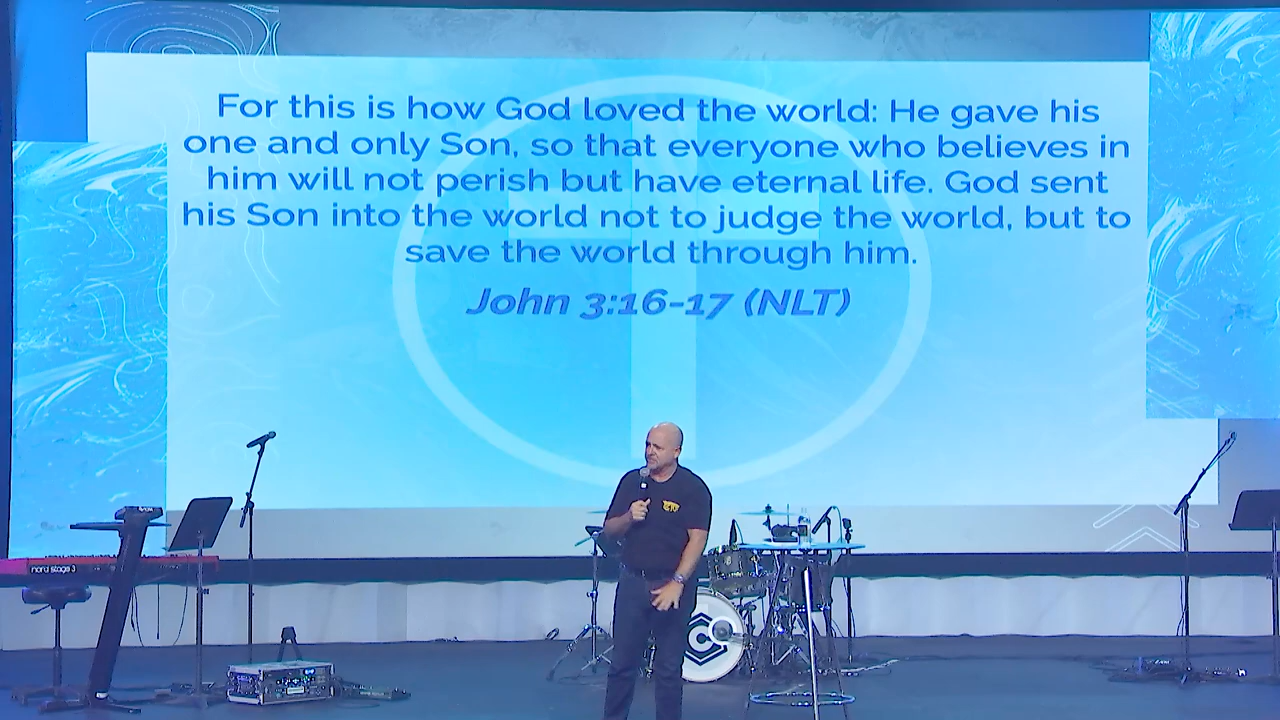 For this is how God loved the world: He gave his
one and only Son, so that everyone who believes in
him will not perish but have eternal life. God sent
his Son into the world not to judge the world, but to
save the world through him.
John 3:16-17 (NLT)
nord stage 3